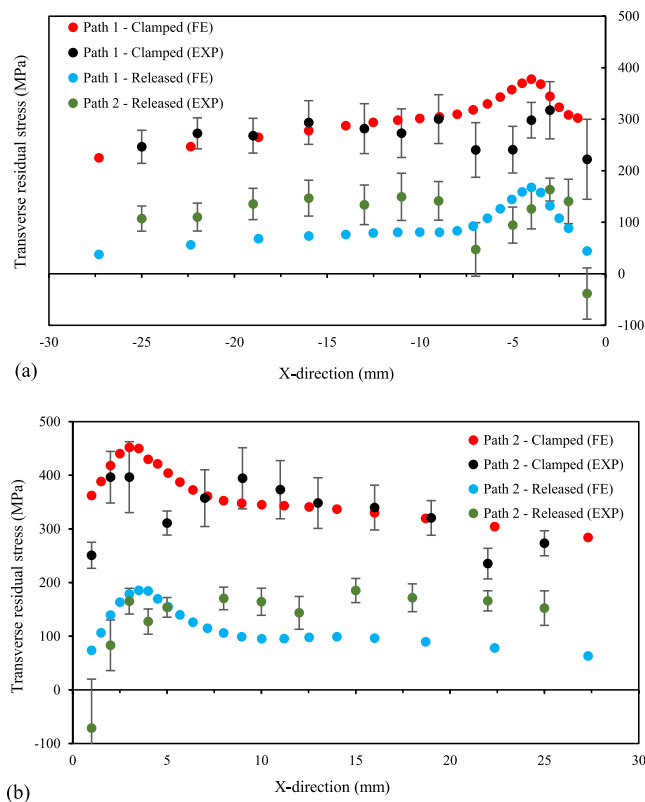 Path 1 - Clamped (FE)
Path 1 - Clamped (EXP)
Path 1 - Released (FE)
Path 2 - Released (EXP)
500
400
300
200
100
0
-100
Transverse residual stress (MPa)
-30 -25 -20 -15 -10 -5 0
X-direction (mm)
(a)
500
400
300
200
100
0
-100
Transverse residual stress (MPa)
Path 2 - Clamped (FE)
Path 2 - Clamped (EXP)
Path 2 - Released (FE)
Path 2 - Released (EXP)
0 5 10 15 20 25 30
X-direction (mm)
(b)